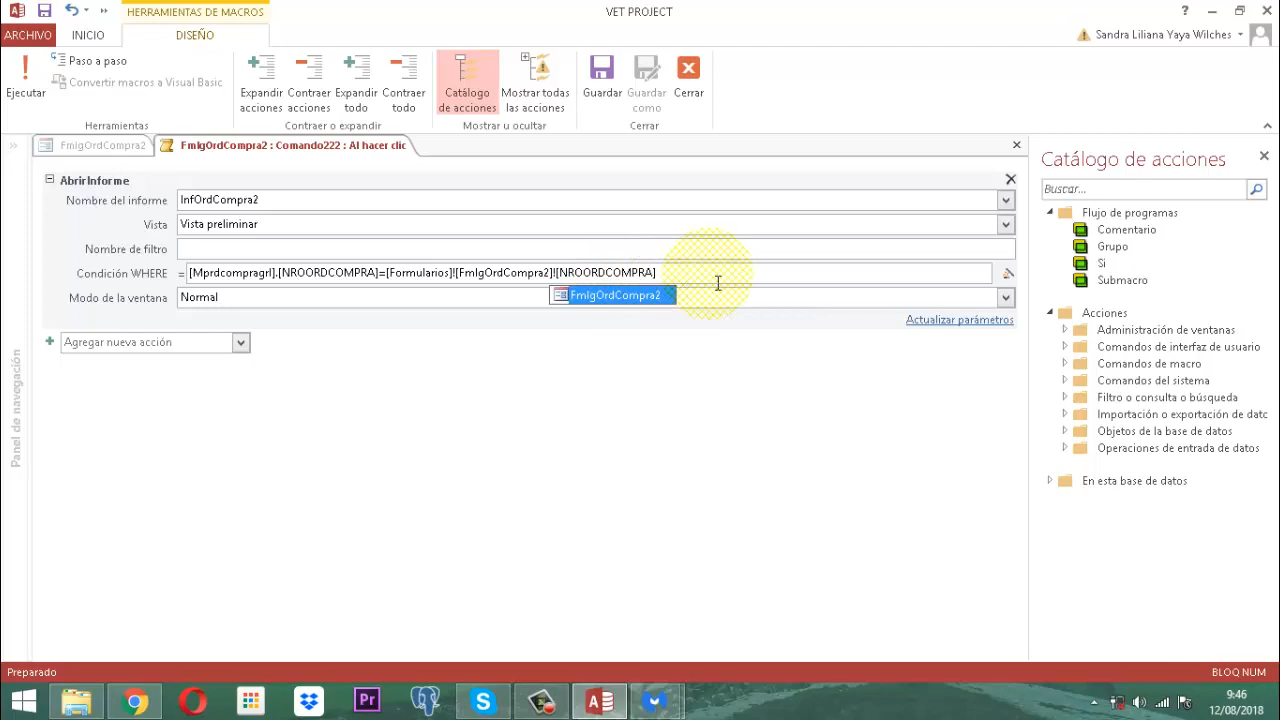 HERRAMIENTAS DE MACROS
VET PROJECT
ARCHIVO INICIO DISEÑO
Sandra Liliana Yaya Wilches
Ejecutar
Paso a paso
Convertir macros a Visual Basic
Herramientas
Expandir acciones
Contraer acciones
Expandir todo
Contraer todo
Contraer o expandir
Catálogo de acciones
Mostrar todas las acciones
Mostrar u ocultar
Guardar
Guardar como
Cerrar
Cerrar
FmIgOrdCompra2
FmIgOrdCompra2 : Comando222 : Al hacer clic
AbrirInforme
Nombre del informe InfOrdCompra2
Vista Vista preliminar
Nombre de filtro
Condición WHERE = [Mprdcompragrl].[NROORDCOMPRA]=[Formularios]![FmIgOrdCompra2]![NROORDCOMPRA]
FmIgOrdCompra2
Modo de la ventana Normal
Actualizar parámetros
Agregar nueva acción
Panel de navegación
Catálogo de acciones
Buscar...
Flujo de programas
Comentario
Grupo
Si
Submacro
Acciones
Administración de ventanas
Comandos de interfaz de usuario
Comandos de macro
Comandos del sistema
Filtro o consulta o búsqueda
Importación o exportación de datc
Objetos de la base de datos
Operaciones de entrada de datos
En esta base de datos
Preparado
BLOQ NUM
9:46
12/08/2018